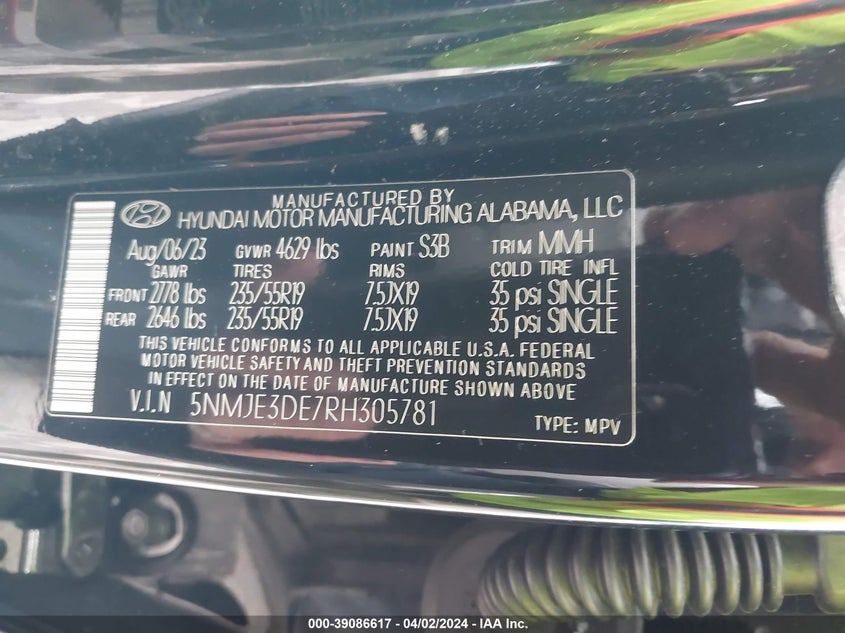 MANUFACTURED BY
HYUNDAI MOTOR MANUFACTURING ALABAMA, LLC
Aug/06/23 GVWR 4629 lbs PAINT S3B TRIM MMH
GAWR TIRES RIMS COLD TIRE INFL
FRONT 2778 lbs 235/55R19 7.5JX19 35 psi SINGLE
REAR 2646 lbs 235/55R19 7.5JX19 35 psi SINGLE
THIS VEHICLE CONFORMS TO ALL APPLICABLE U.S.A. FEDERAL
MOTOR VEHICLE SAFETY AND THEFT PREVENTION STANDARDS
IN EFFECT ON THE DATE OF MANUFACTURE SHOWN ABOVE
V.I.N 5NMJE3DE7RH305781 TYPE: MPV
000-39086617 - 04/02/2024 - IAA Inc.